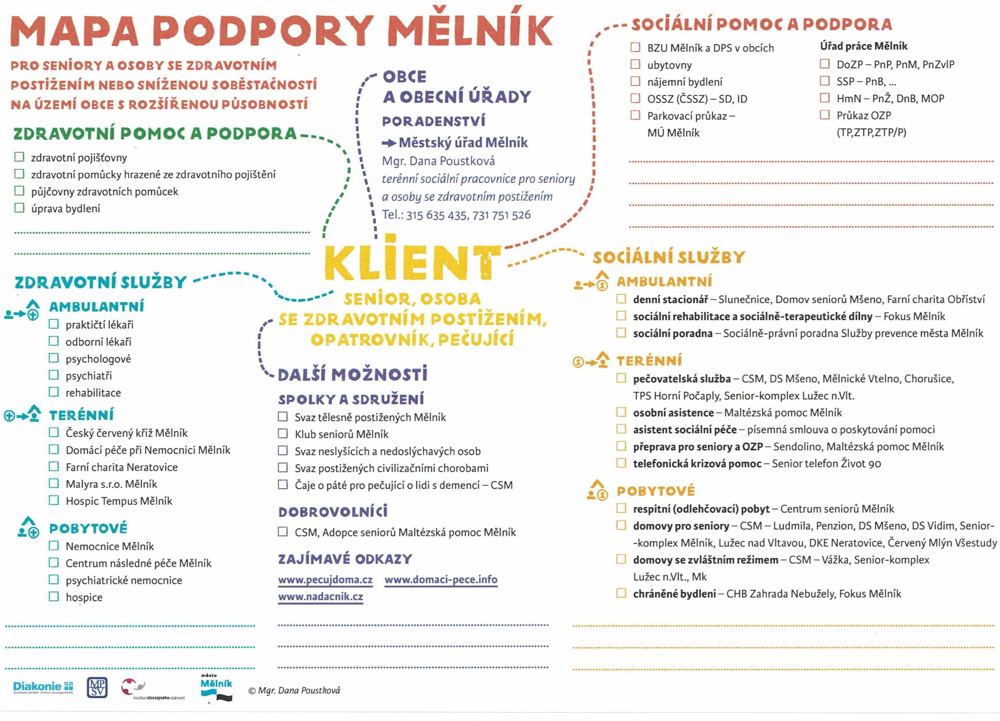 MAPA PODPORY MĚLNÍK
PRO SENIORY A OSOBY SE ZDRAVOTNÍM
POSTIŽENÍM NEBO SNÍŽENOU SOBĚSTAČNOSTÍ
NA ÚZEMÍ OBCE S ROZŠÍŘENOU PŮSOBNOSTÍ
ZDRAVOTNÍ POMOC A PODPORA
zdravotní pojišťovny
zdravotní pomůcky hrazené ze zdravotního pojištění
půjčovny zdravotních pomůcek
úprava bydlení
OBCE
A OBECNÍ ÚŘADY
PORADENSTVÍ
Městský úřad Mělník
Mgr. Dana Poustková
terénní sociální pracovnice pro seniory
a osoby se zdravotním postižením
Tel.: 315 635 435, 731 751 526
SOCIÁLNÍ POMOC A PODPORA
BZU Mělník a DPS v obcích
ubytovny
nájemní bydlení
OSSZ (ČSSZ) – SD, ID
Parkovací průkaz –
MÚ Mělník
Úřad práce Mělník
DoZP – PnP, PnM, PnZvlP
SSP – PnB, ...
HmN – PnŽ, DnB, MOP
Průkaz OZP
(TP,ZTP,ZTP/P)
KLIENT
SENIOR, OSOBA
SE ZDRAVOTNÍM POSTIŽENÍM,
OPATROVNÍK, PEČUJÍCÍ
ZDRAVOTNÍ SLUŽBY
AMBULANTNÍ
praktičtí lékaři
odborní lékaři
psychologové
psychiatři
rehabilitace
TERÉNNÍ
Český červený kříž Mělník
Domácí péče při Nemocnici Mělník
Farní charita Neratovice
Malyra s.r.o. Mělník
Hospic Tempus Mělník
POBYTOVÉ
Nemocnice Mělník
Centrum následné péče Mělník
psychiatrické nemocnice
hospice
DALŠÍ MOŽNOSTI
SPOLKY A SDRUŽENÍ
Svaz tělesně postižených Mělník
Klub seniorů Mělník
Svaz neslyšících a nedoslýchavých osob
Svaz postižených civilizačními chorobami
Čaje o páté pro pečující o lidi s demencí – CSM
DOBROVOLNÍCI
CSM, Adopce seniorů Maltézská pomoc Mělník
ZAJÍMAVÉ ODKAZY
www.pecujdoma.cz www.domaci-pece.info
www.nadacnik.cz
SOCIÁLNÍ SLUŽBY
AMBULANTNÍ
denní stacionář – Slunečnice, Domov seniorů Mšeno, Farní charita Obříství
sociální rehabilitace a sociálně-terapeutické dílny – Fokus Mělník
sociální poradna – Sociálně-právní poradna Služby prevence města Mělník
TERÉNNÍ
pečovatelská služba – CSM, DS Mšeno, Mělnické Vtelno, Chorušice,
TPS Horní Počaply, Senior-komplex Lužec n.Vlt.
osobní asistence – Maltézská pomoc Mělník
asistent sociální péče – písemná smlouva o poskytování pomoci
přeprava pro seniory a OZP – Sendolino, Maltézská pomoc Mělník
telefonická krizová pomoc – Senior telefon Život 90
POBYTOVÉ
respitní (odlehčovací) pobyt – Centrum seniorů Mělník
domovy pro seniory – CSM – Ludmila, Penzion, DS Mšeno, DS Vidim, Senior-
-komplex Mělník, Lužec nad Vltavou, DKE Neratovice, Červený Mlýn Všestudy
domovy se zvláštním režimem – CSM – Vážka, Senior-komplex
Lužec n.Vlt., Mk
chráněné bydlení – CHB Zahrada Nebužely, Fokus Mělník
Diakonie
Českobratrské církve evangelické
MP
SV
institut důstojného stárnutí
město
Mělník
© Mgr. Dana Poustková